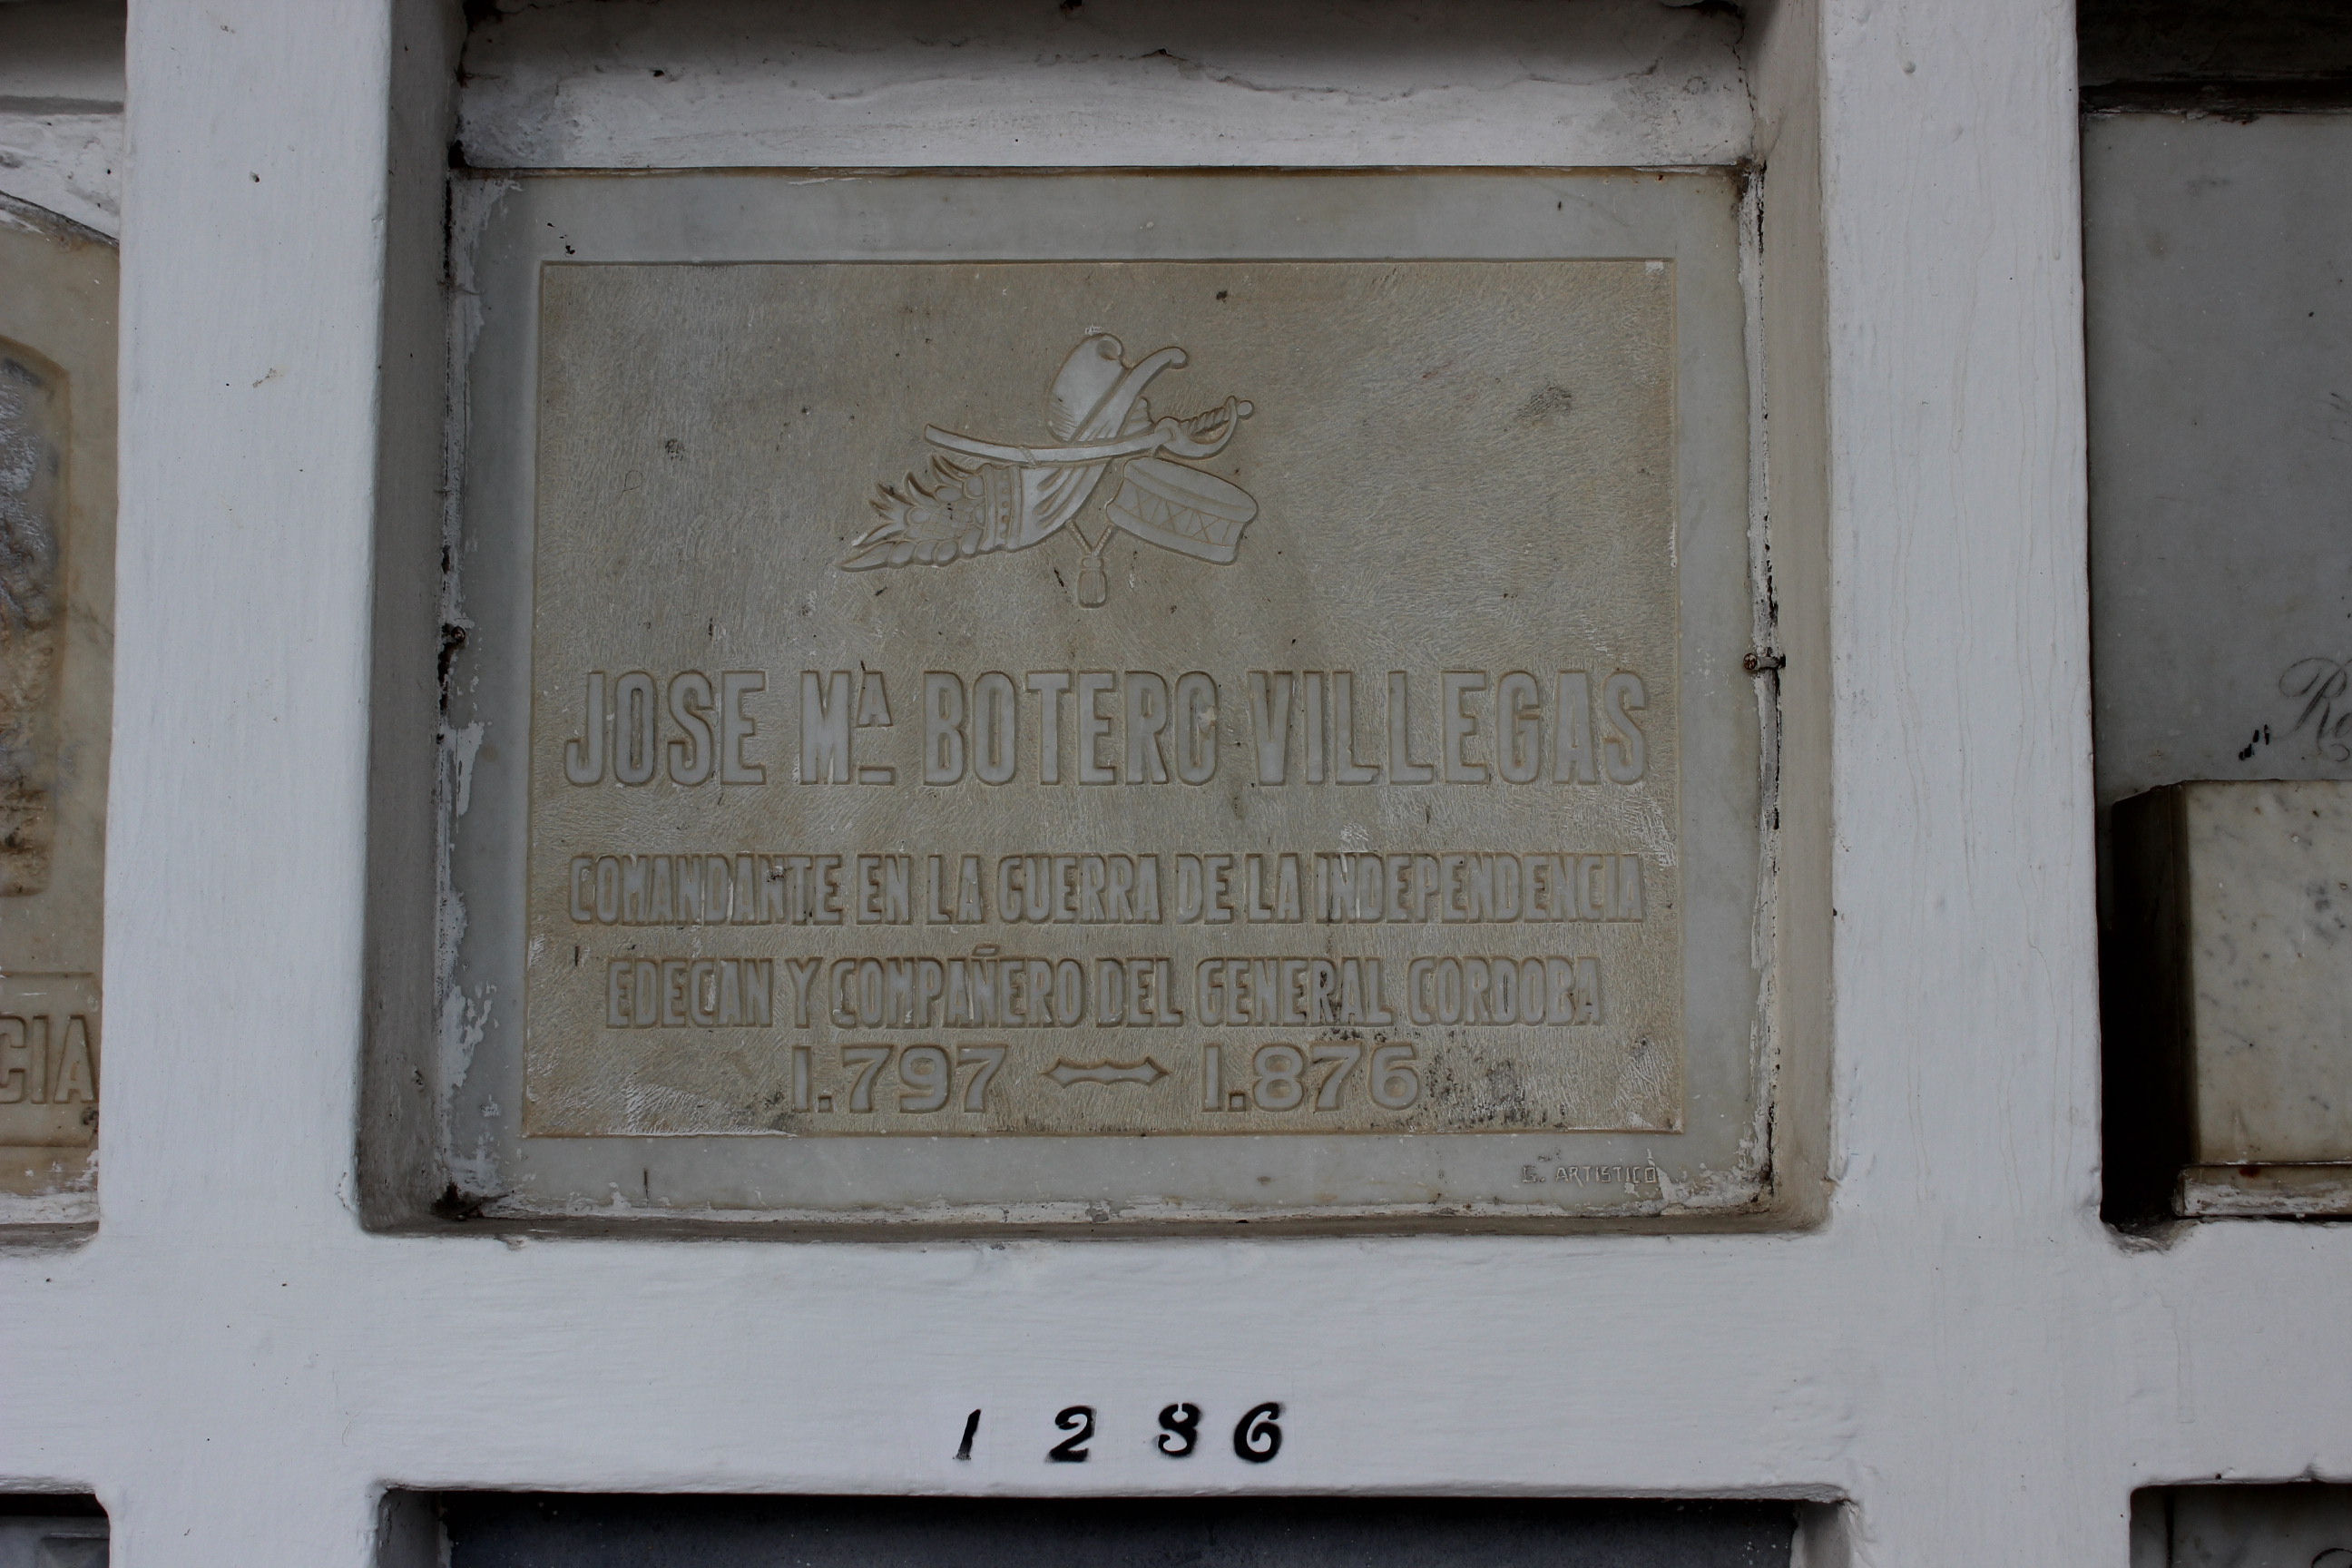 JOSE Mª BOTERO VILLEGAS
COMANDANTE EN LA GUERRA DE LA INDEPENDENCIA
EDECAN Y COMPAÑERO DEL GENERAL CORDOBA
1.797 — 1.876
G. ARTISTICO
CIA
1286